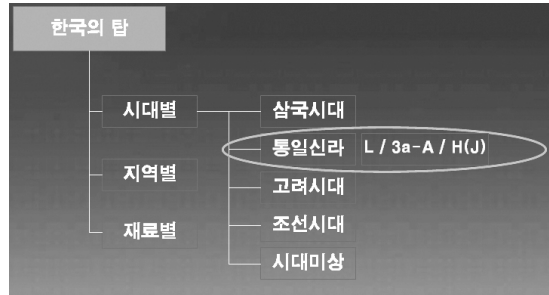 한국의 탑
시대별
삼국시대
통일신라 L / 3a-A / H(J)
지역별
고려시대
재료별
조선시대
시대미상